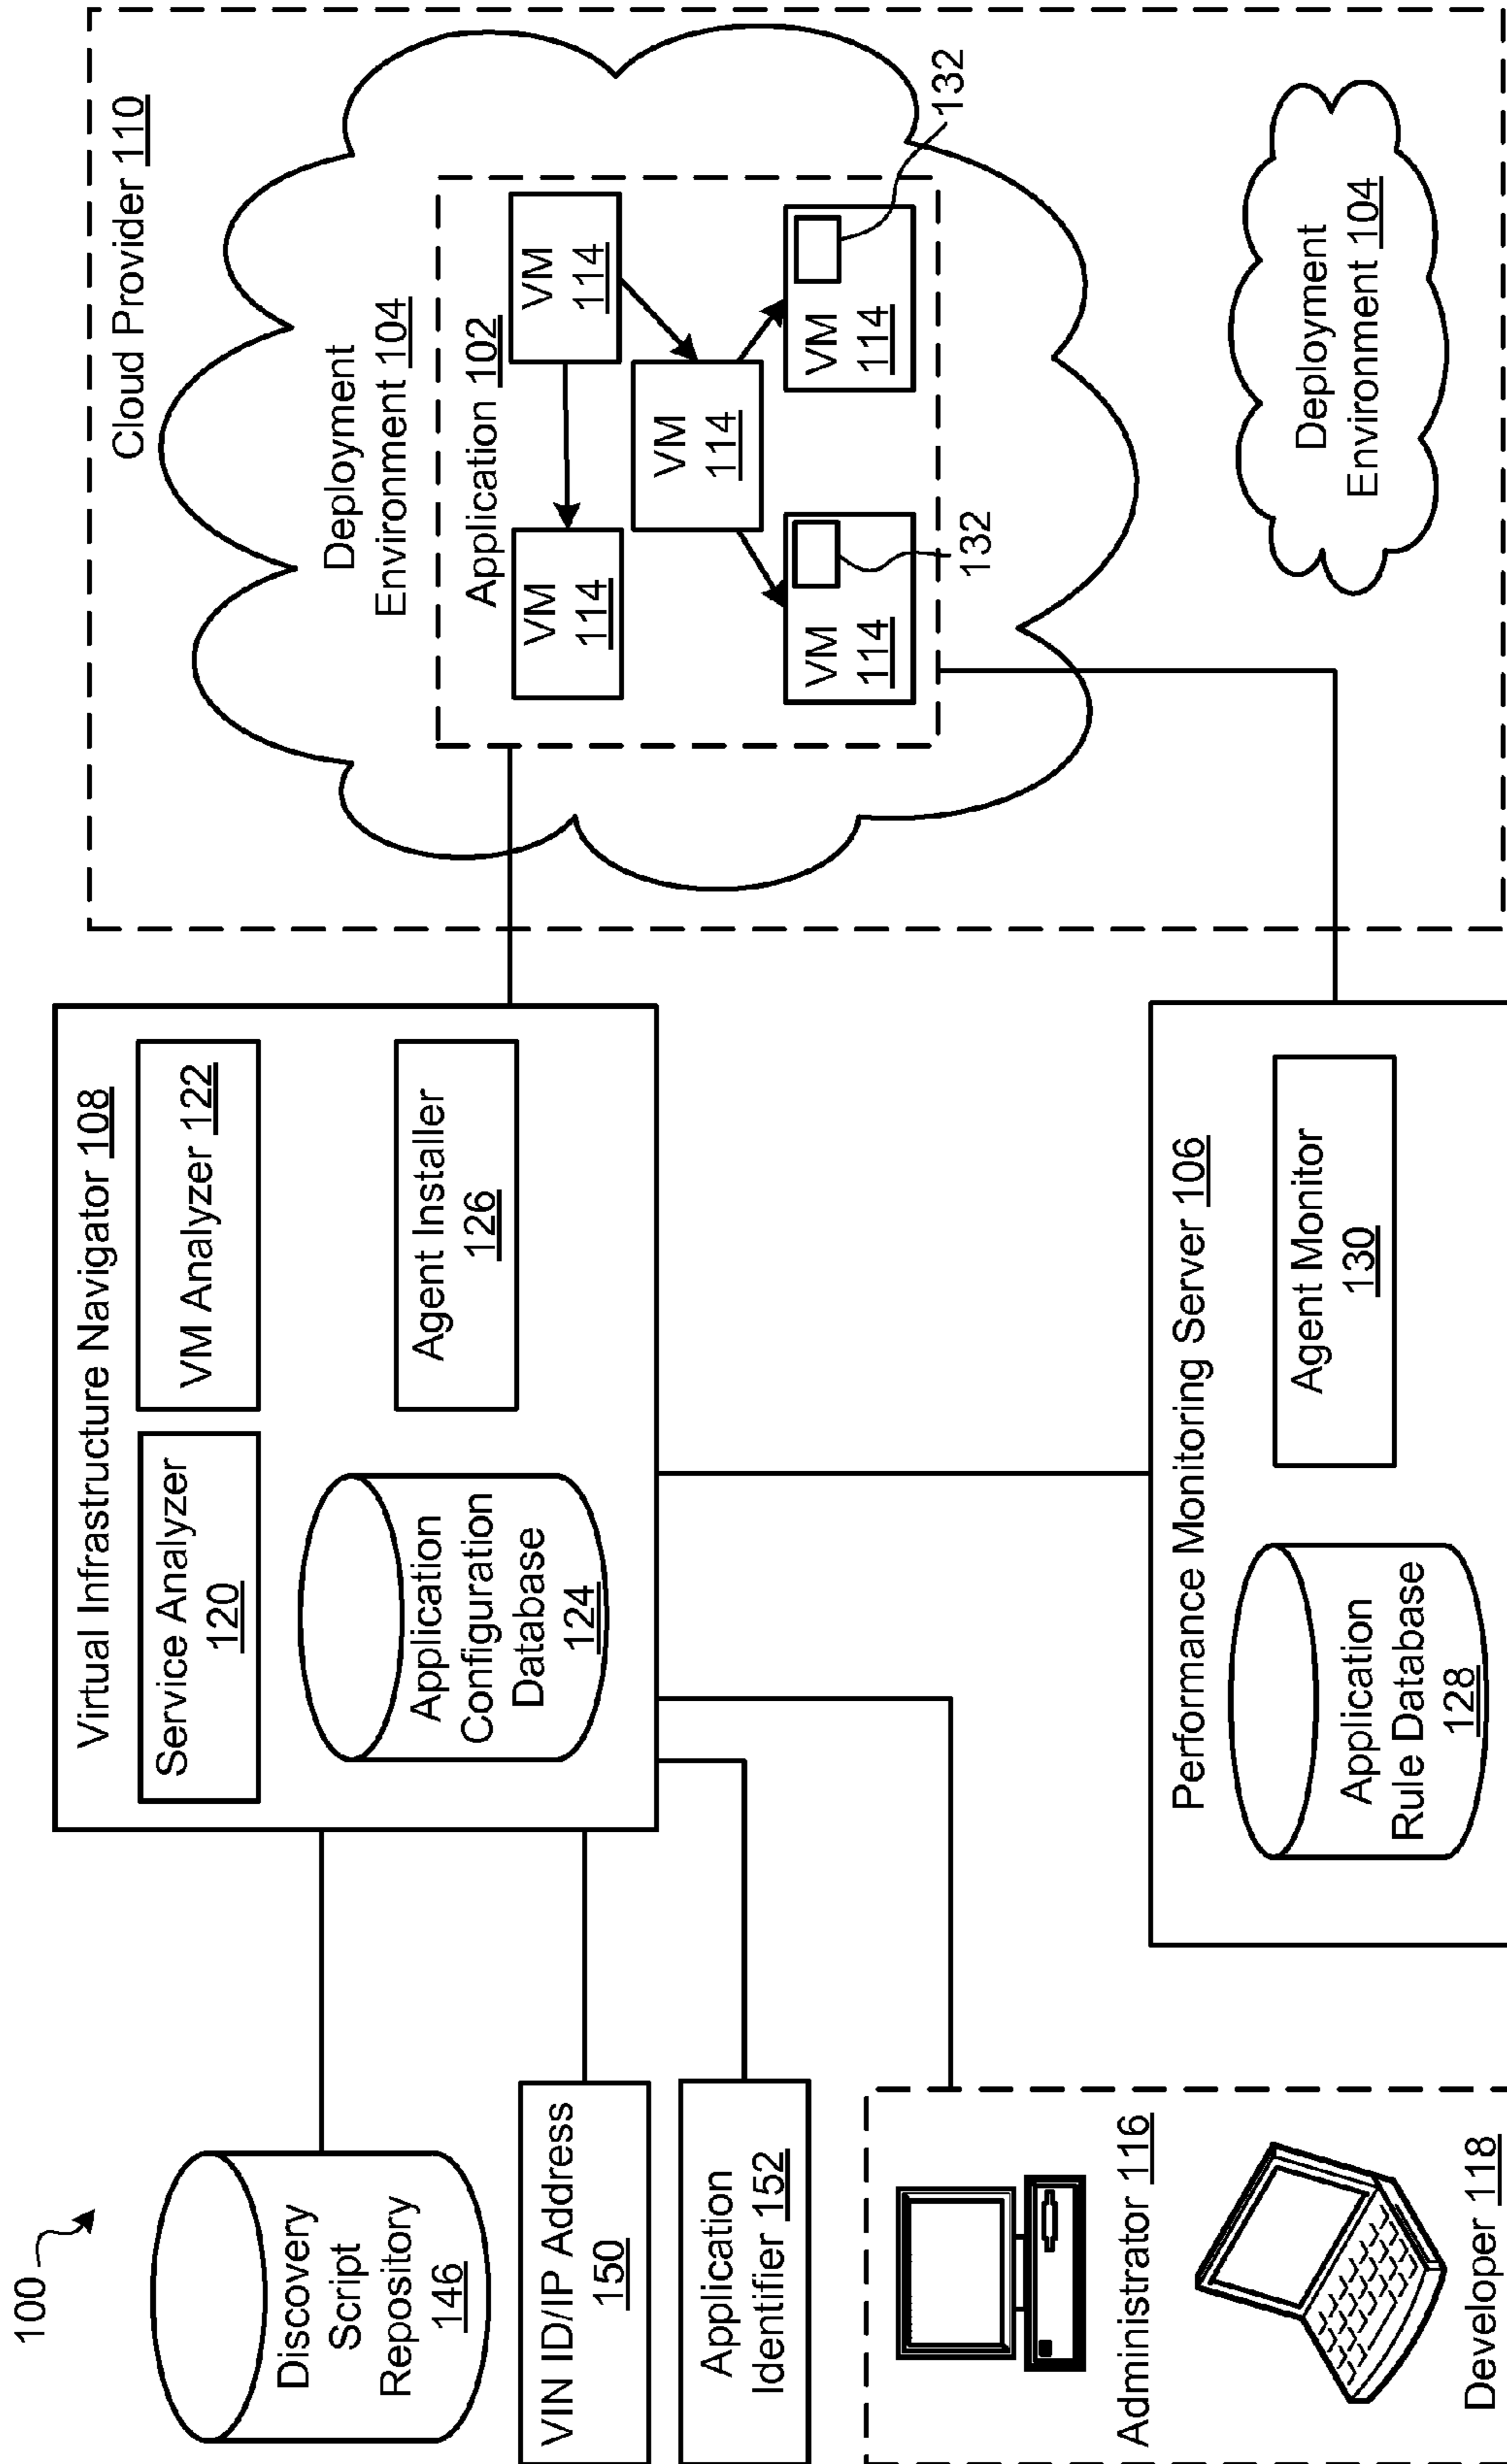 100
Discovery
Script
Repository
146
VIN ID/IP Address
150
Application
Identifier 152
Administrator 116
Developer 118
Virtual Infrastructure Navigator 108
Service Analyzer
120
VM Analyzer 122
Application
Configuration
Database
124
Agent Installer
126
Performance Monitoring Server 106
Application
Rule Database
128
Agent Monitor
130
Cloud Provider 110
Deployment
Environment 104
Application 102
VM
114
VM
114
VM
114
VM
114
VM
114
132
132
Deployment
Environment 104